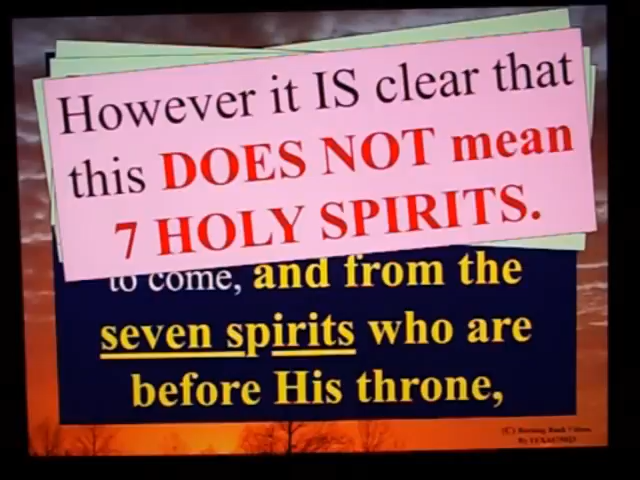 However it IS clear that
this DOES NOT mean
7 HOLY SPIRITS.
to come, and from the
seven spirits who are
before His throne,